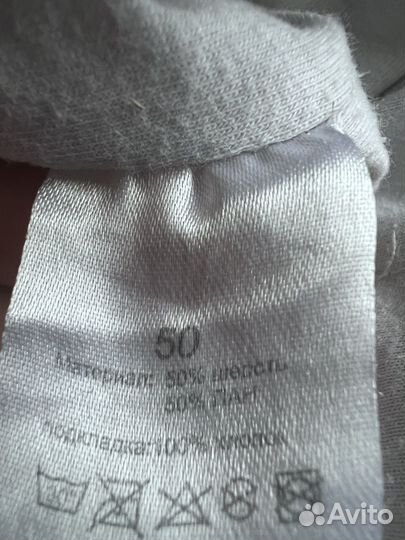 50
Материал: 50% шерсть
50% ПАН
подкладка:100% хлопок
Avito